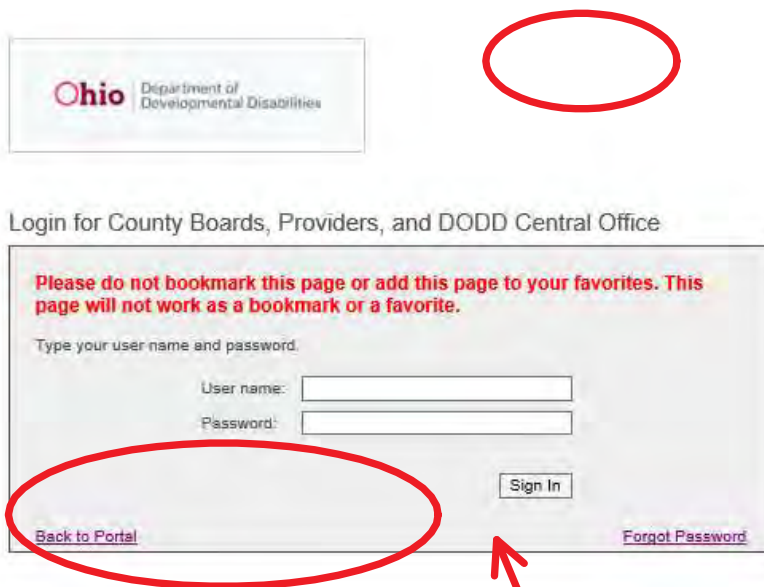 Ohio
Department of
Developmental Disabilities
Login for County Boards, Providers, and DODD Central Office
Please do not bookmark this page or add this page to your favorites. This
page will not work as a bookmark or a favorite.
Type your user name and password.
User name:
Password:
Sign In
Back to Portal
Forgot Password